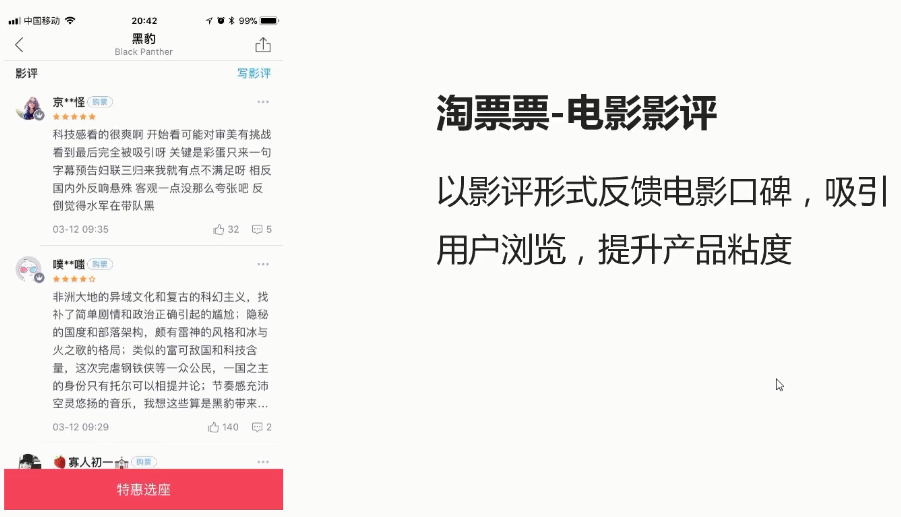 中国移动
20:42
99%
黑豹
Black Panther
影评
写影评
京**怪 购票
科技感看的很爽啊 开始看可能对审美有挑战
看到最后完全被吸引呀 关键是彩蛋只来一句
字幕预告妇联三归来我就有点不满足呀 相反
国内外反响悬殊 客观一点没那么夸张吧 反
倒觉得水军在带队黑
03-12 09:35
32
5
噗**嗤 购票
非洲大地的异域文化和复古的科幻主义，找
补了简单剧情和政治正确引起的尴尬；隐秘
的国度和部落架构，颇有雷神的风格和冰与
火之歌的格局；类似的富可敌国和科技含
量，这次完虐钢铁侠等一众公民，一国之主
的身份只有托尔可以相提并论；节奏感充沛
空灵悠扬的音乐，我想这些算是黑豹带来...
03-12 09:29
140
2
寡人初一 购票
特惠选座
淘票票-电影影评
以影评形式反馈电影口碑，吸引
用户浏览，提升产品粘度